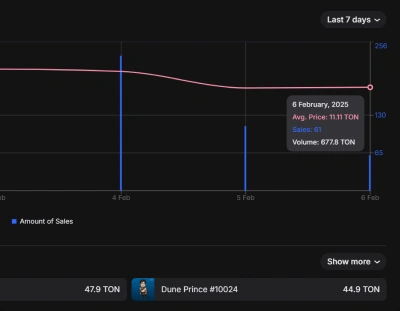 Last 7 days
256
6 February, 2025
Avg. Price: 11.11 TON
Sales: 61
Volume: 677.8 TON
130
65
4 Feb
5 Feb
6 Feb
Amount of Sales
Show more
47.9 TON
Dune Prince #10024
44.9 TON